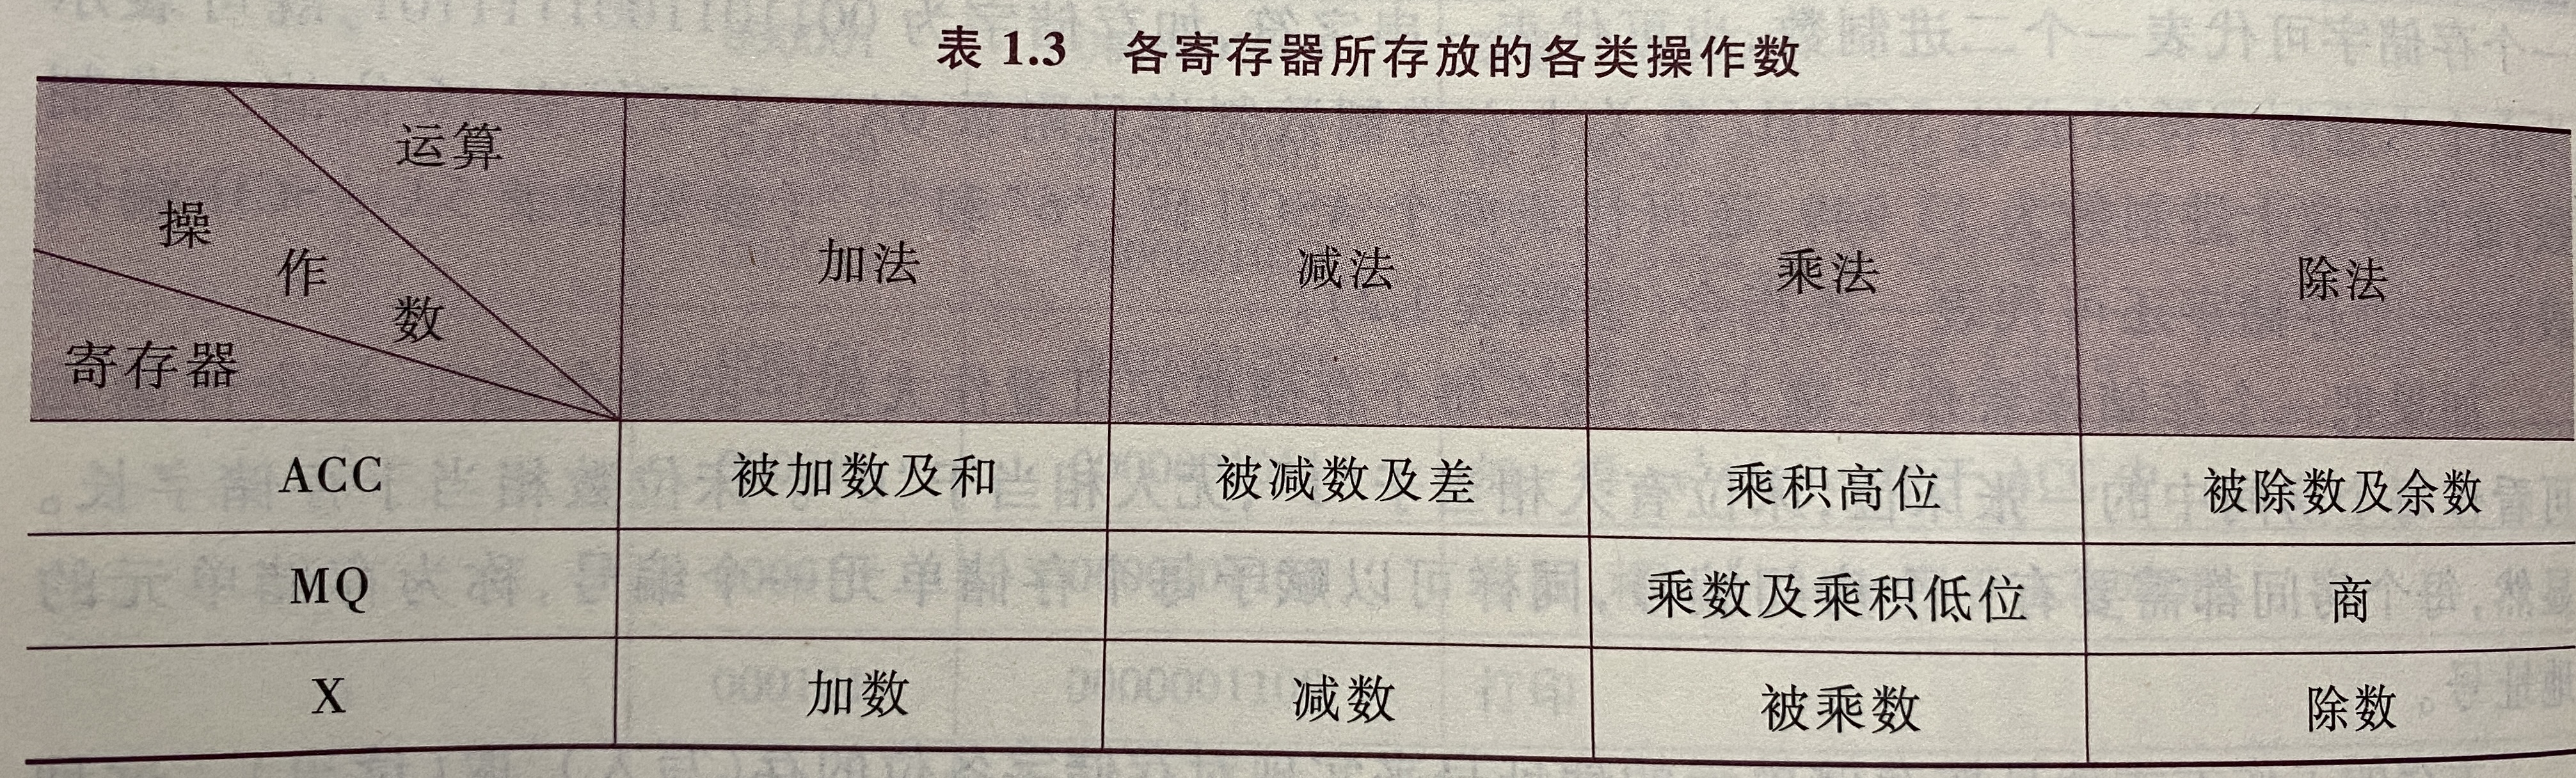 表 1.3 各寄存器所存放的各类操作数
运算
操作数
寄存器
加法 减法 乘法 除法
ACC 被加数及和 被减数及差 乘积高位 被除数及余数
MQ 乘数及乘积低位 商
X 加数 减数 被乘数 除数